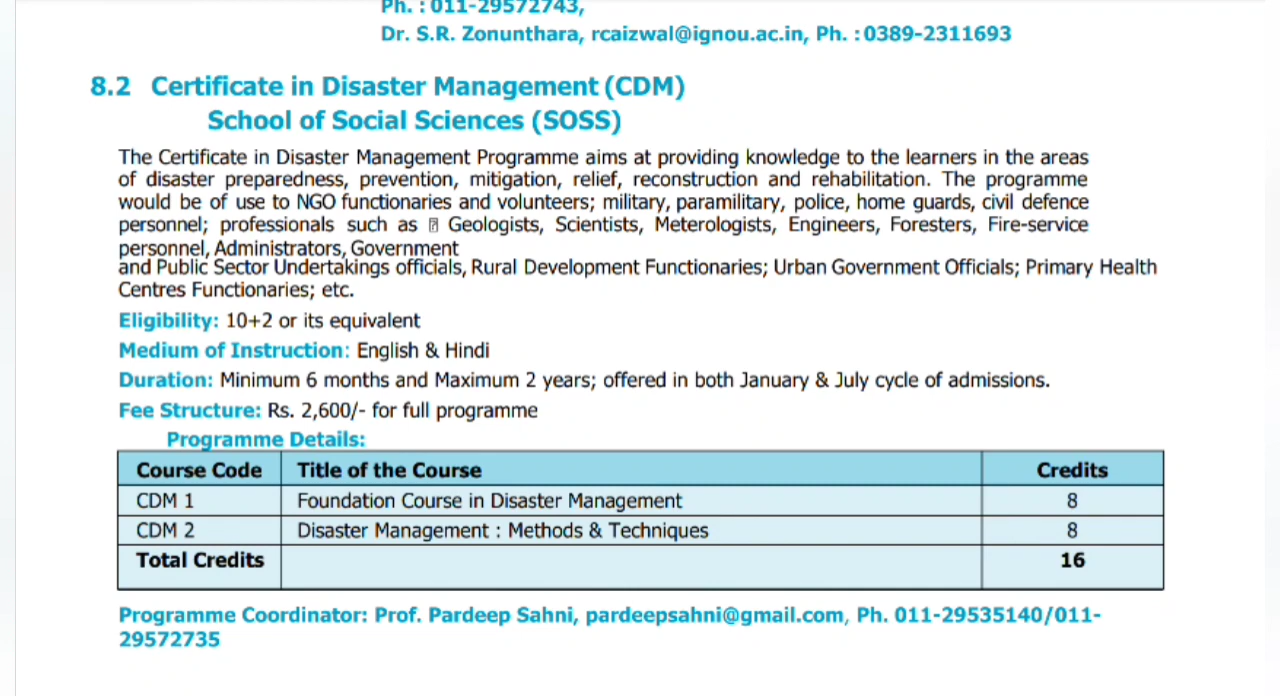 Ph. : 011-29572743,
Dr. S.R. Zonunthara, rcaizwal@ignou.ac.in, Ph. : 0389-2311693
8.2 Certificate in Disaster Management (CDM)
School of Social Sciences (SOSS)
The Certificate in Disaster Management Programme aims at providing knowledge to the learners in the areas
of disaster preparedness, prevention, mitigation, relief, reconstruction and rehabilitation. The programme
would be of use to NGO functionaries and volunteers; military, paramilitary, police, home guards, civil defence
personnel; professionals such as Geologists, Scientists, Meterologists, Engineers, Foresters, Fire-service
personnel, Administrators, Government
and Public Sector Undertakings officials, Rural Development Functionaries; Urban Government Officials; Primary Health
Centres Functionaries; etc.
Eligibility: 10+2 or its equivalent
Medium of Instruction: English & Hindi
Duration: Minimum 6 months and Maximum 2 years; offered in both January & July cycle of admissions.
Fee Structure: Rs. 2,600/- for full programme
Programme Details:
Course Code Title of the Course Credits
CDM 1 Foundation Course in Disaster Management 8
CDM 2 Disaster Management : Methods & Techniques 8
Total Credits 16
Programme Coordinator: Prof. Pardeep Sahni, pardeepsahni@gmail.com, Ph. 011-29535140/011-
29572735